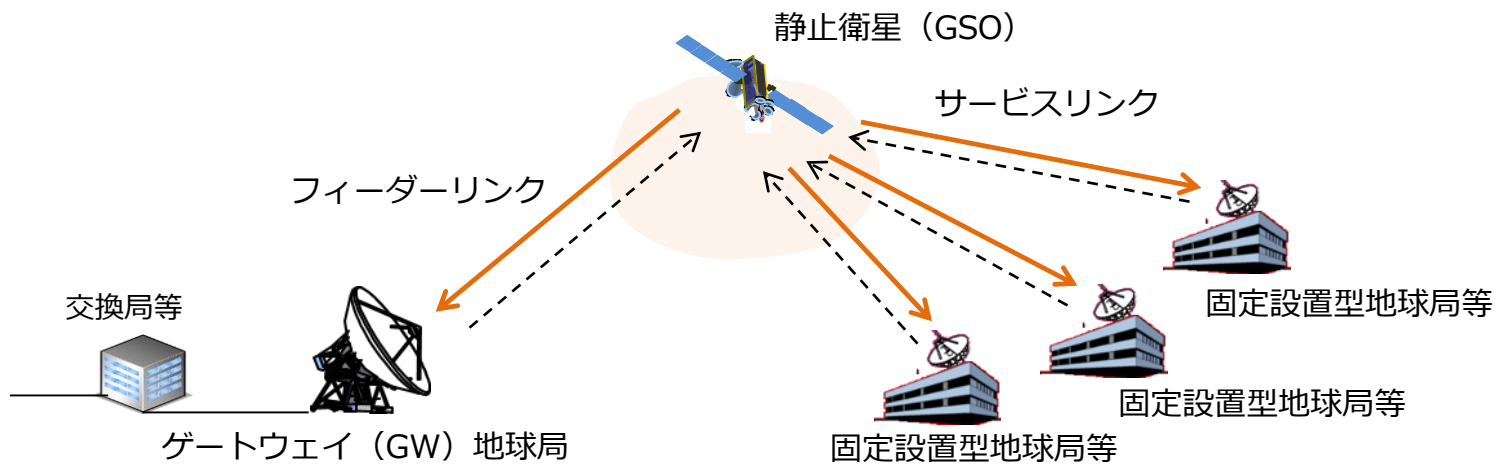 静止衛星（GSO）
サービスリンク
フィーダーリンク
固定設置型地球局等
交換局等
固定設置型地球局等
ゲートウェイ（GW）地球局
固定設置型地球局等